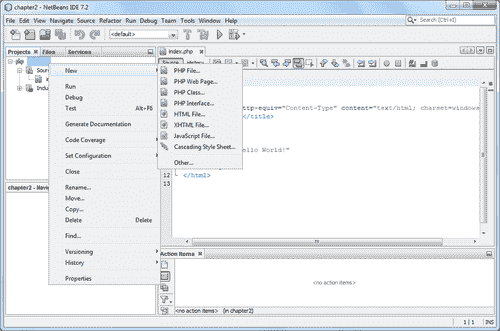 chapter2 - NetBeans IDE 7.2
File Edit View Navigate Source Refactor Run Debug Team Tools Window Help
Search (Ctrl+I)
<default>
Projects Files Services
index.php
Source History
php
Sour
Inclu
New
Run
Debug
Test Alt+F6
Generate Documentation
Code Coverage
Set Configuration
Close
Rename...
Move...
Copy...
Delete Delete
Find...
Versioning
History
Properties
PHP File...
PHP Web Page...
PHP Class...
PHP Interface...
HTML File...
XHTML File...
JavaScript File...
Cascading Style Sheet...
Other...
ttp-equiv="Content-Type" content="text/html; charset=windows
></title>
llo World!"
12 </html>
13
chapter2 - Navi
Action Items
<no action items>
<no action items> (in chapter2)
1 | 1 INS